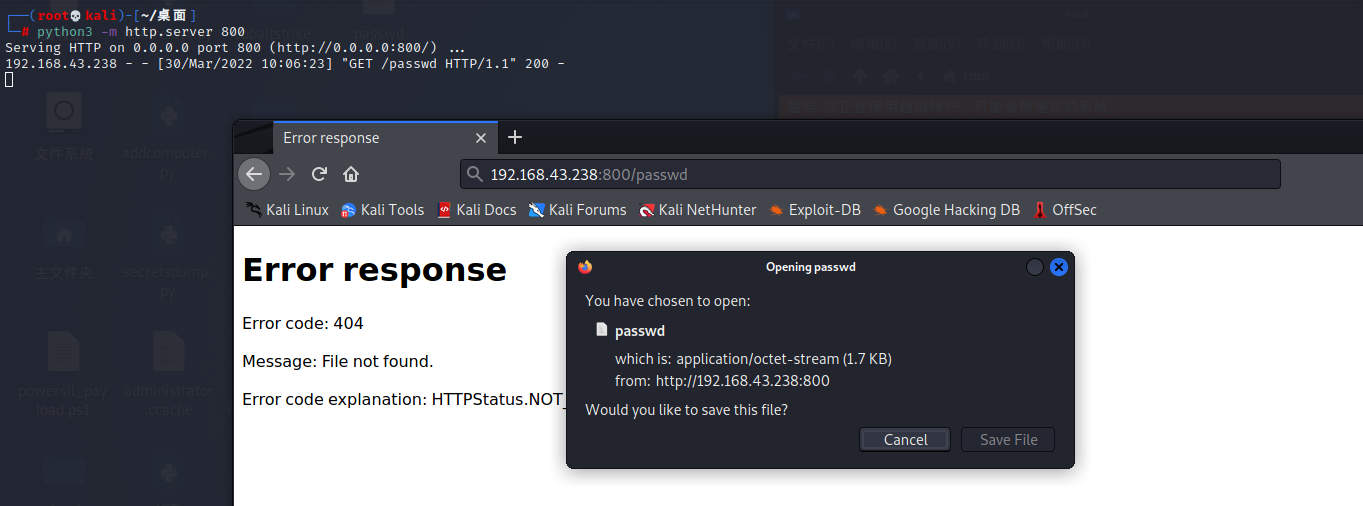 ┌──(root💀kali)-[~/桌面]
└─# python3 -m http.server 800
Serving HTTP on 0.0.0.0 port 800 (http://0.0.0.0:800/) ...
192.168.43.238 - - [30/Mar/2022 10:06:23] "GET /passwd HTTP/1.1" 200 -
passwd
root
文件系统
addcomputer.py
主文件夹
secretsdump.py
administrator.ccache
Error response
192.168.43.238:800/passwd
Kali Linux Kali Tools Kali Docs Kali Forums Kali NetHunter Exploit-DB Google Hacking DB OffSec
Error response
Error code: 404
Message: File not found.
Error code explanation: HTTPStatus.NOT_
Opening passwd
You have chosen to open:
passwd
which is: application/octet-stream (1.7 KB)
from: http://192.168.43.238:800
Would you like to save this file?
Cancel Save File